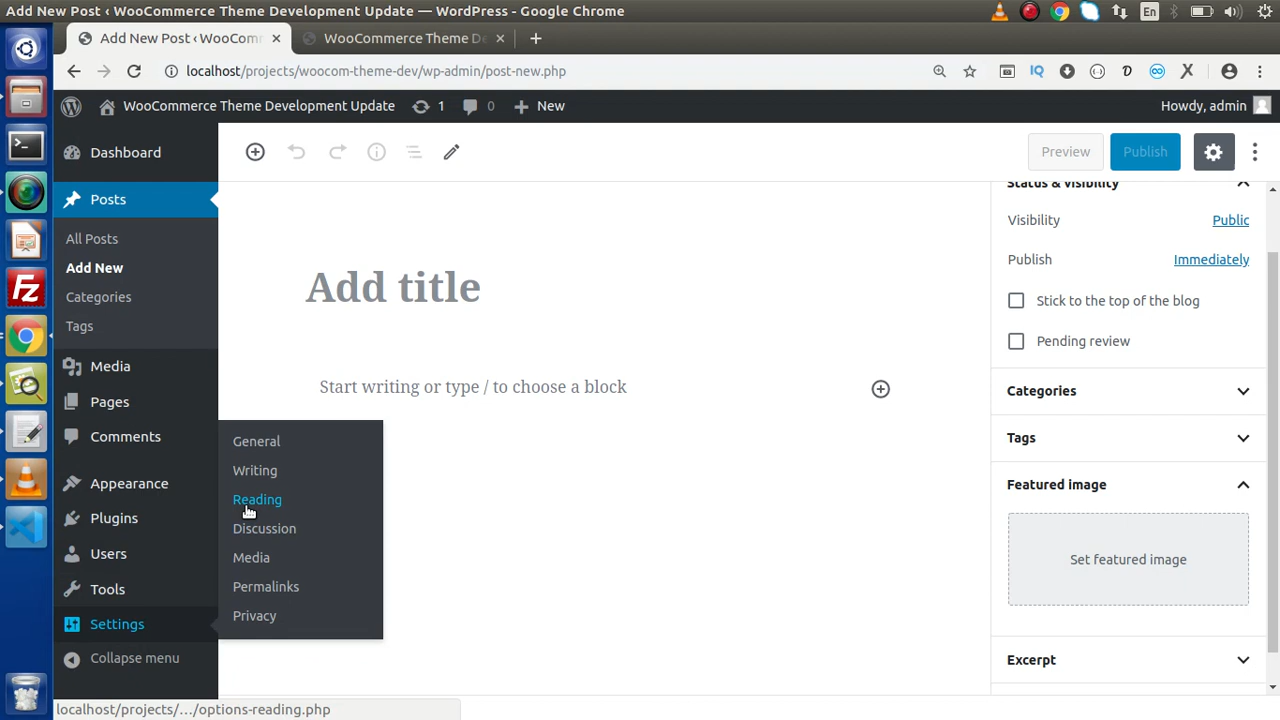 Add New Post ‹ WooCommerce Theme Development Update — WordPress - Google Chrome
En
Add New Post ‹ WooCom
WooCommerce Theme D
localhost/projects/woocom-theme-dev/wp-admin/post-new.php
IQ
WooCommerce Theme Development Update
1
0
New
Howdy, admin
Dashboard
Posts
All Posts
Add New
Categories
Tags
Media
Pages
Comments
Appearance
Plugins
Users
Tools
Settings
Collapse menu
General
Writing
Reading
Discussion
Media
Permalinks
Privacy
Add title
Start writing or type / to choose a block
Preview
Publish
Status & visibility
Visibility
Public
Publish
Immediately
Stick to the top of the blog
Pending review
Categories
Tags
Featured image
Set featured image
Excerpt
Fz
localhost/projects/.../options-reading.php